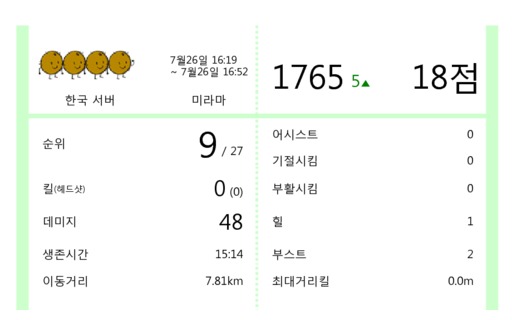 7월26일 16:19
~ 7월26일 16:52
한국 서버
미라마
1765 5▲ 18점
순위 9 / 27
킬(헤드샷) 0 (0)
데미지 48
생존시간 15:14
이동거리 7.81km
어시스트 0
기절시킴 0
부활시킴 0
힐 1
부스트 2
최대거리킬 0.0m